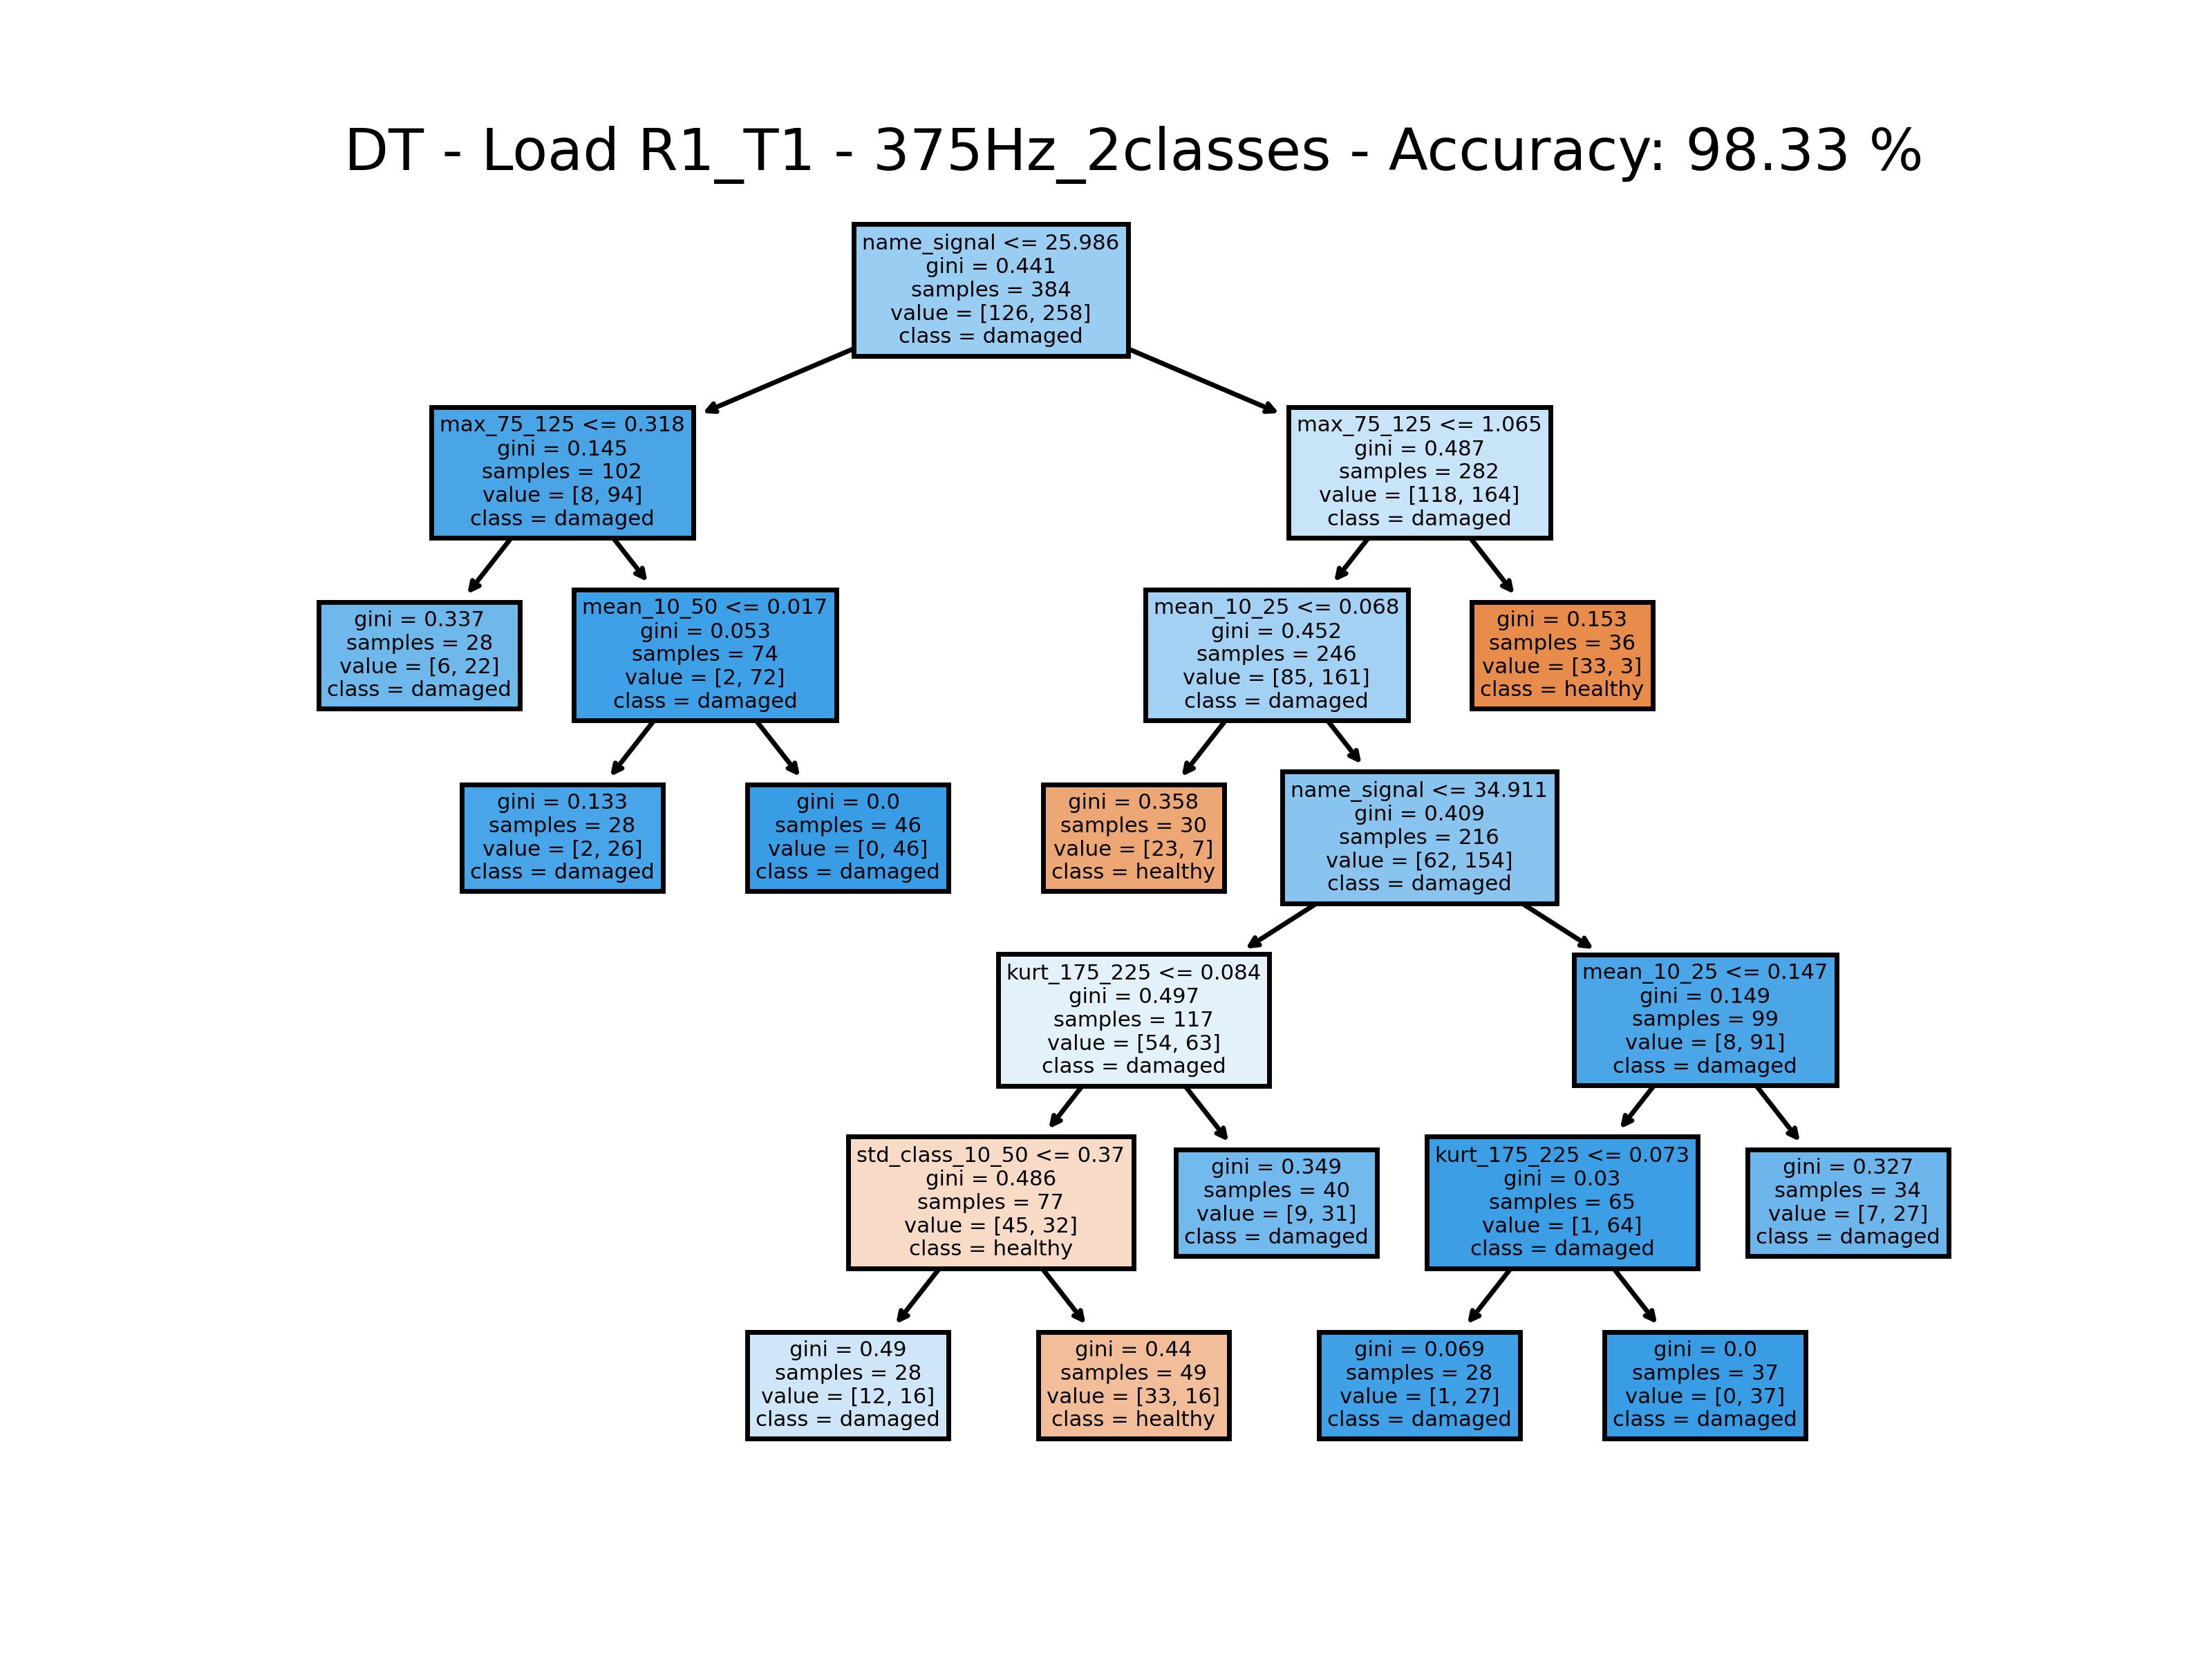 DT - Load R1_T1 - 375Hz_2classes - Accuracy: 98.33 %
name_signal <= 25.986
gini = 0.441
samples = 384
value = [126, 258]
class = damaged
max_75_125 <= 0.318
gini = 0.145
samples = 102
value = [8, 94]
class = damaged
max_75_125 <= 1.065
gini = 0.487
samples = 282
value = [118, 164]
class = damaged
gini = 0.337
samples = 28
value = [6, 22]
class = damaged
mean_10_50 <= 0.017
gini = 0.053
samples = 74
value = [2, 72]
class = damaged
mean_10_25 <= 0.068
gini = 0.452
samples = 246
value = [85, 161]
class = damaged
gini = 0.153
samples = 36
value = [33, 3]
class = healthy
gini = 0.133
samples = 28
value = [2, 26]
class = damaged
gini = 0.0
samples = 46
value = [0, 46]
class = damaged
gini = 0.358
samples = 30
value = [23, 7]
class = healthy
name_signal <= 34.911
gini = 0.409
samples = 216
value = [62, 154]
class = damaged
kurt_175_225 <= 0.084
gini = 0.497
samples = 117
value = [54, 63]
class = damaged
mean_10_25 <= 0.147
gini = 0.149
samples = 99
value = [8, 91]
class = damaged
std_class_10_50 <= 0.37
gini = 0.486
samples = 77
value = [45, 32]
class = healthy
gini = 0.349
samples = 40
value = [9, 31]
class = damaged
kurt_175_225 <= 0.073
gini = 0.03
samples = 65
value = [1, 64]
class = damaged
gini = 0.327
samples = 34
value = [7, 27]
class = damaged
gini = 0.49
samples = 28
value = [12, 16]
class = damaged
gini = 0.44
samples = 49
value = [33, 16]
class = healthy
gini = 0.069
samples = 28
value = [1, 27]
class = damaged
gini = 0.0
samples = 37
value = [0, 37]
class = damaged